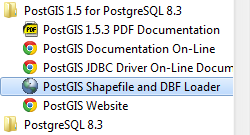 PostGIS 1.5 for PostgreSQL 8.3
PostGIS 1.5.3 PDF Documentation
PostGIS Documentation On-Line
PostGIS JDBC Driver On-Line Docum
PostGIS Shapefile and DBF Loader
PostGIS Website
PostgreSQL 8.3